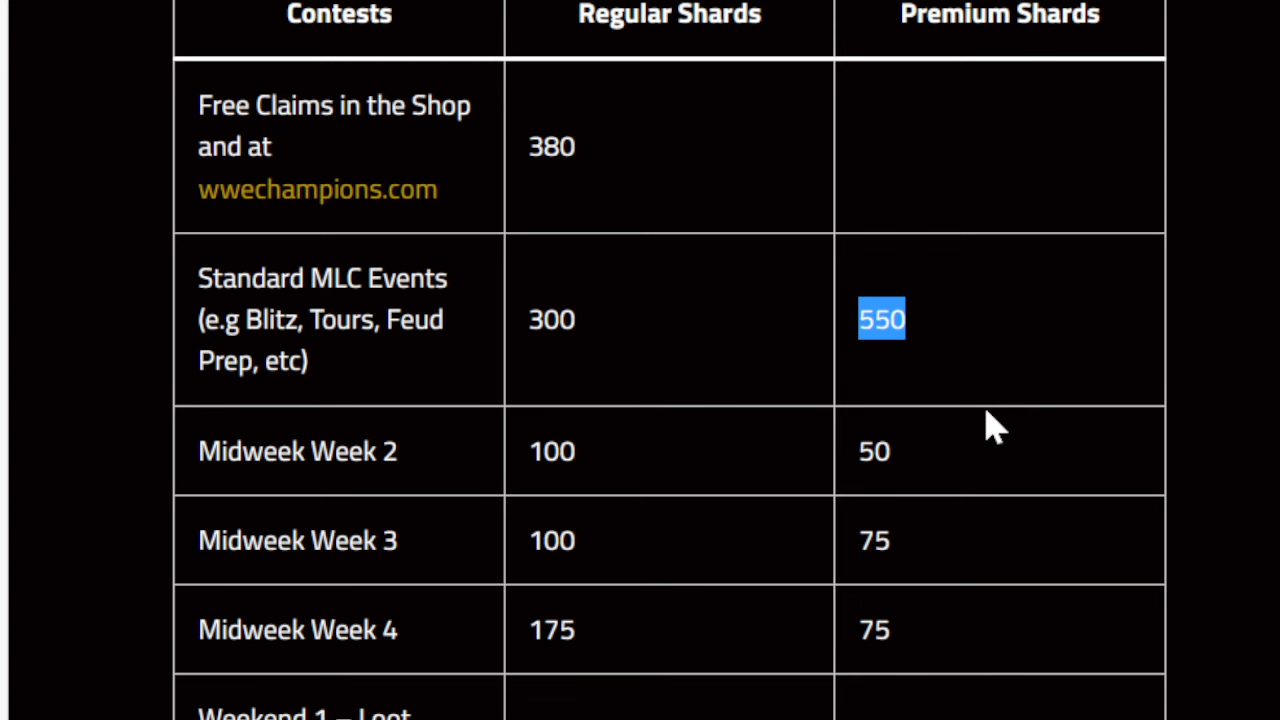 Contests Regular Shards Premium Shards
Free Claims in the Shop
and at 380
wwechampions.com
Standard MLC Events
(e.g Blitz, Tours, Feud 300 550
Prep, etc)
Midweek Week 2 100 50
Midweek Week 3 100 75
Midweek Week 4 175 75
Weekend 1 – Loot